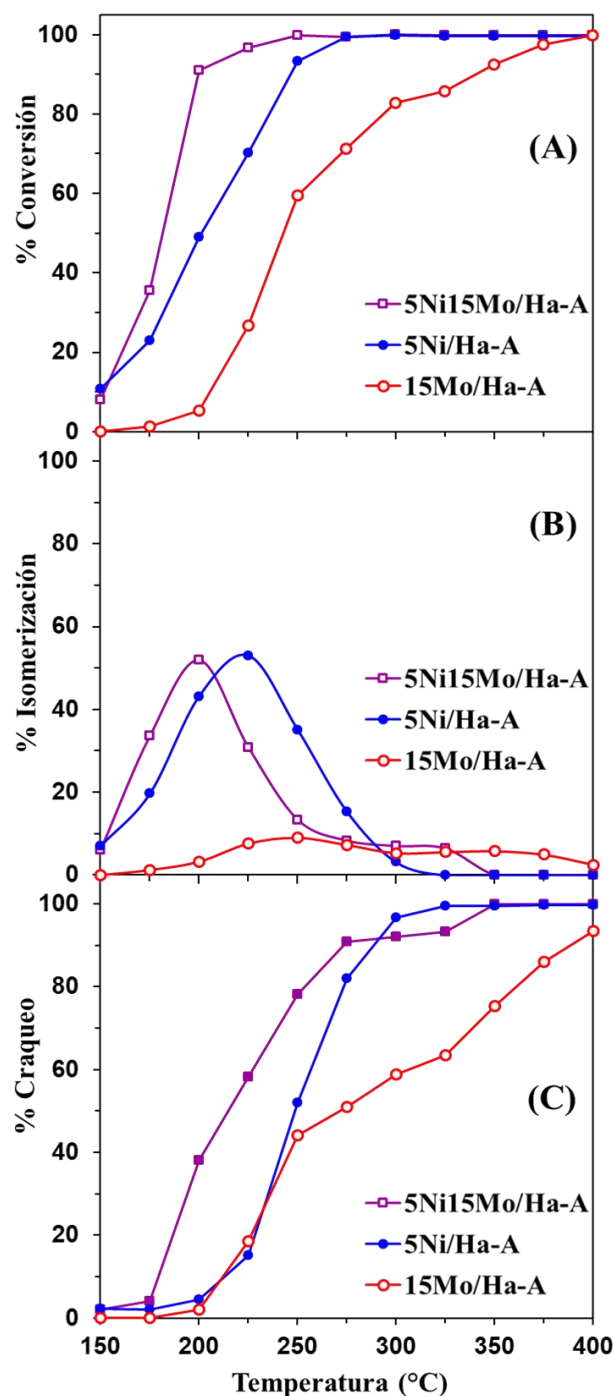 100
80
60
40
20
0
% Conversión
(A)
5Ni15Mo/Ha-A
5Ni/Ha-A
15Mo/Ha-A
100
80
60
40
20
0
% Isomerización
(B)
5Ni15Mo/Ha-A
5Ni/Ha-A
15Mo/Ha-A
100
80
60
40
20
0
% Craqueo
(C)
5Ni15Mo/Ha-A
5Ni/Ha-A
15Mo/Ha-A
150 200 250 300 350 400
Temperatura (°C)